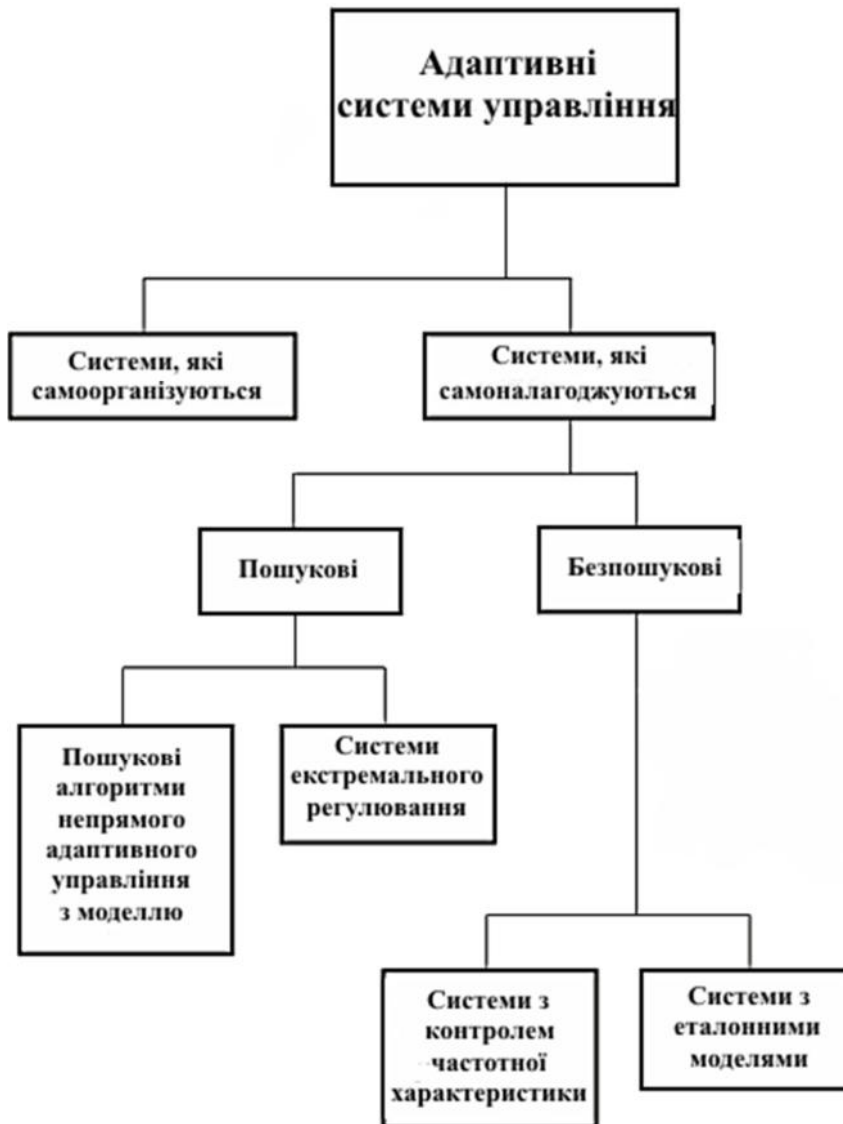 Адаптивні
системи управління
Системи, які
самоорганізуються
Системи, які
самоналагоджуються
Пошукові
Безпошукові
Пошукові
алгоритми
непрямого
адаптивного
управління
з моделлю
Системи
екстремального
регулювання
Системи з
контролем
частотної
характеристики
Системи з
еталонними
моделями